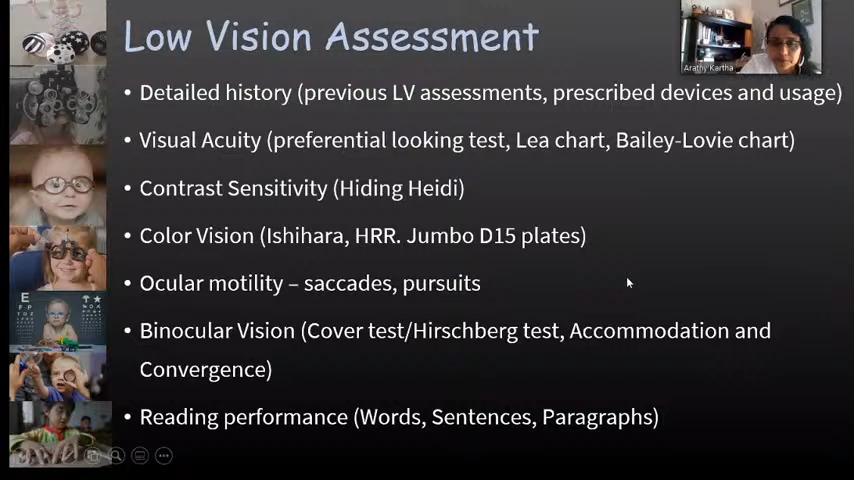 Low Vision Assessment
Arathy Kartha
• Detailed history (previous LV assessments, prescribed devices and usage)
• Visual Acuity (preferential looking test, Lea chart, Bailey-Lovie chart)
• Contrast Sensitivity (Hiding Heidi)
• Color Vision (Ishihara, HRR. Jumbo D15 plates)
• Ocular motility – saccades, pursuits
• Binocular Vision (Cover test/Hirschberg test, Accommodation and
Convergence)
• Reading performance (Words, Sentences, Paragraphs)